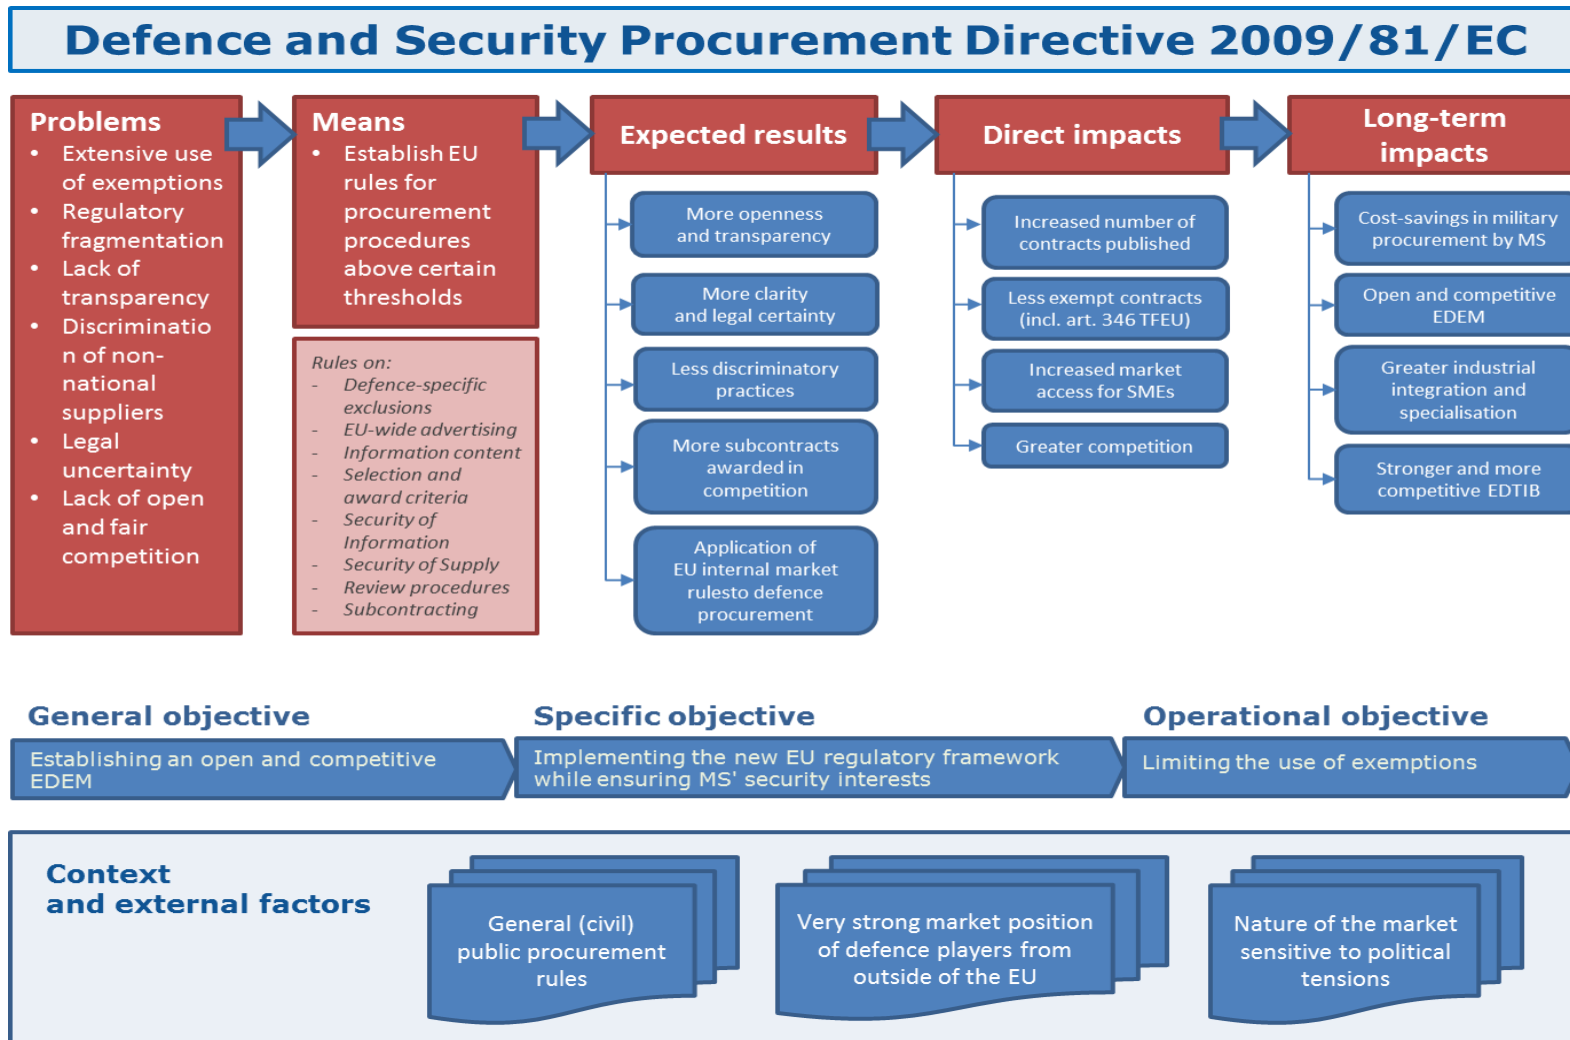 Defence and Security Procurement Directive 2009/81/EC
Problems
• Extensive use
of exemptions
• Regulatory
fragmentation
• Lack of
transparency
• Discriminatio
n of non-
national
suppliers
• Legal
uncertainty
• Lack of open
and fair
competition
Means
• Establish EU
rules for
procurement
procedures
above certain
thresholds
Rules on:
- Defence-specific
exclusions
- EU-wide advertising
- Information content
- Selection and
award criteria
- Security of
Information
- Security of Supply
- Review procedures
- Subcontracting
Expected results
More openness
and transparency
More clarity
and legal certainty
Less discriminatory
practices
More subcontracts
awarded in
competition
Application of
EU internal market
rulesto defence
procurement
Direct impacts
Increased number of
contracts published
Less exempt contracts
(incl. art. 346 TFEU)
Increased market
access for SMEs
Greater competition
Long-term
impacts
Cost-savings in military
procurement by MS
Open and competitive
EDEM
Greater industrial
integration and
specialisation
Stronger and more
competitive EDTIB
General objective
Establishing an open and competitive
EDEM
Specific objective
Implementing the new EU regulatory framework
while ensuring MS' security interests
Operational objective
Limiting the use of exemptions
Context
and external factors
General (civil)
public procurement
rules
Very strong market position
of defence players from
outside of the EU
Nature of the market
sensitive to political
tensions